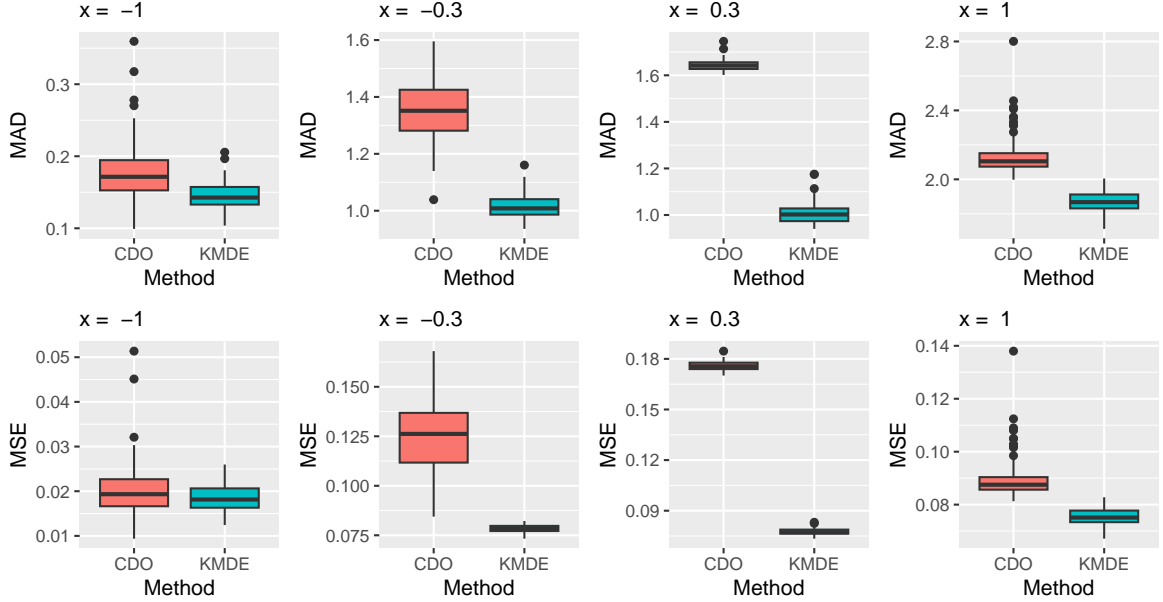 x = −1
MAD
0.3
0.2
0.1
CDO KMDE
Method
x = −0.3
MAD
1.6
1.4
1.2
1.0
CDO KMDE
Method
x = 0.3
MAD
1.6
1.4
1.2
1.0
CDO KMDE
Method
x = 1
MAD
2.8
2.4
2.0
CDO KMDE
Method
x = −1
MSE
0.05
0.04
0.03
0.02
0.01
CDO KMDE
Method
x = −0.3
MSE
0.150
0.125
0.100
0.075
CDO KMDE
Method
x = 0.3
MSE
0.18
0.15
0.12
0.09
CDO KMDE
Method
x = 1
MSE
0.14
0.12
0.10
0.08
CDO KMDE
Method